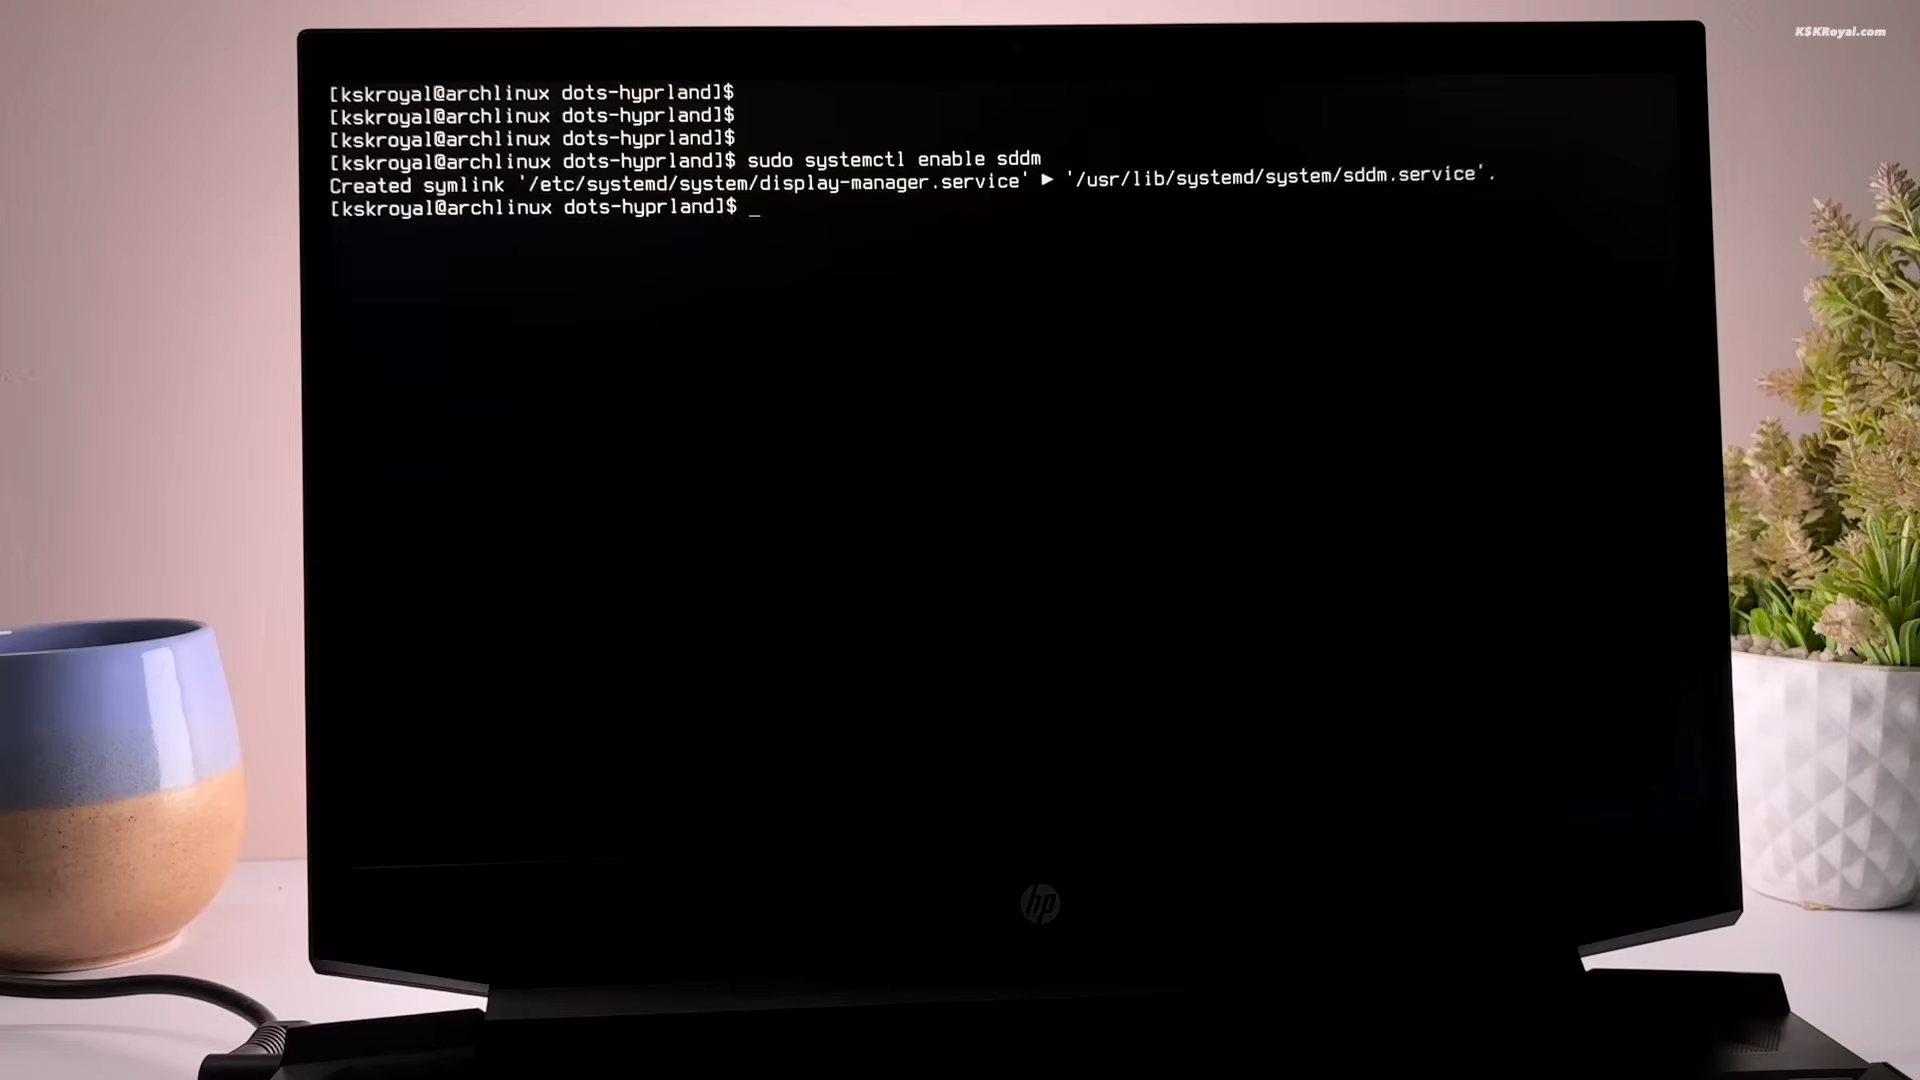 K$KRoyal.com
[kskroyal@archlinux dots-hyprland]$
[kskroyal@archlinux dots-hyprland]$
[kskroyal@archlinux dots-hyprland]$
[kskroyal@archlinux dots-hyprland]$ sudo systemctl enable sddm
Created symlink '/etc/systemd/system/display-manager.service' ► '/usr/lib/systemd/system/sddm.service'.
[kskroyal@archlinux dots-hyprland]$ _
hp